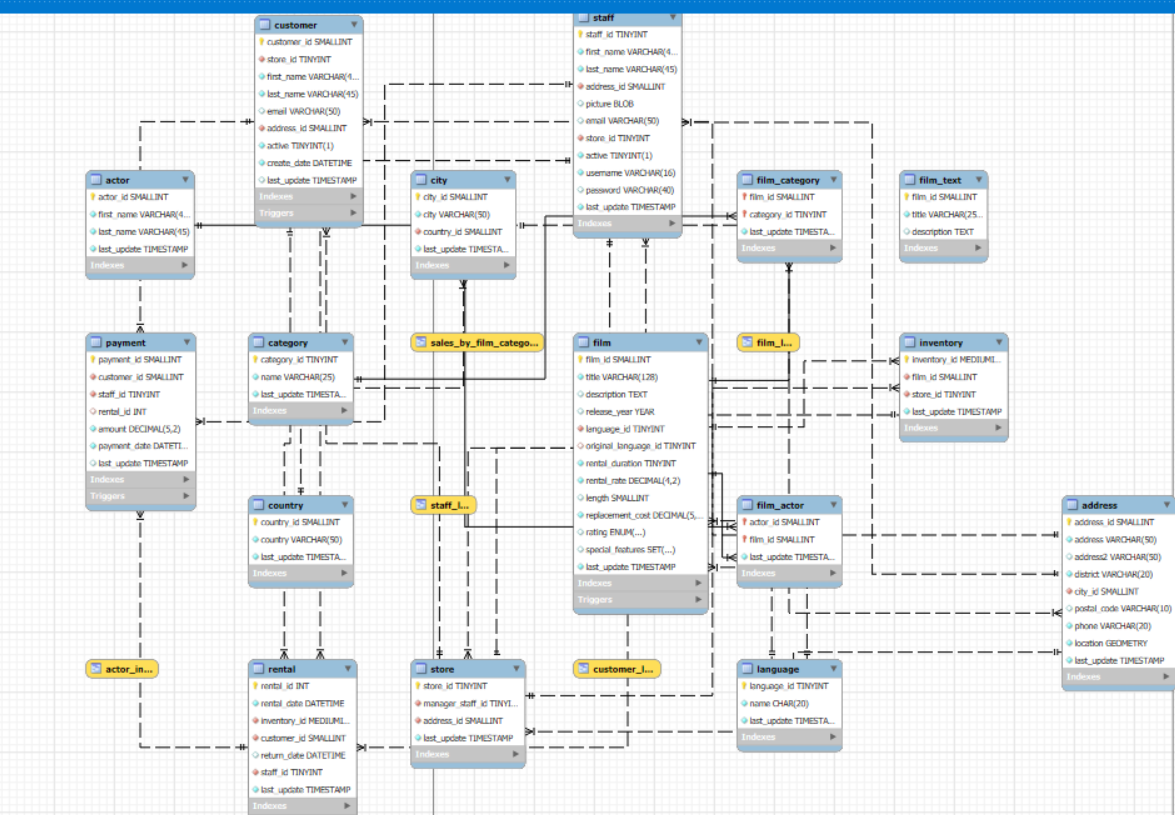 customer
customer_id SMALLINT
store_id TINYINT
first_name VARCHAR(4...
last_name VARCHAR(45)
email VARCHAR(50)
address_id SMALLINT
active TINYINT(1)
create_date DATETIME
last_update TIMESTAMP
Indexes
Triggers
staff
staff_id TINYINT
first_name VARCHAR(4...
last_name VARCHAR(45)
address_id SMALLINT
picture BLOB
email VARCHAR(50)
store_id TINYINT
active TINYINT(1)
username VARCHAR(16)
password VARCHAR(40)
last_update TIMESTAMP
Indexes
actor
actor_id SMALLINT
first_name VARCHAR(4...
last_name VARCHAR(45)
last_update TIMESTAMP
Indexes
city
city_id SMALLINT
city VARCHAR(50)
country_id SMALLINT
last_update TIMESTA...
Indexes
film_category
film_id SMALLINT
category_id TINYINT
last_update TIMESTA...
Indexes
film_text
film_id SMALLINT
title VARCHAR(25...
description TEXT
Indexes
payment
payment_id SMALLINT
customer_id SMALLINT
staff_id TINYINT
rental_id INT
amount DECIMAL(5,2)
payment_date DATETI...
last_update TIMESTAMP
Indexes
Triggers
category
category_id TINYINT
name VARCHAR(25)
last_update TIMESTA...
Indexes
sales_by_film_catego...
film
film_id SMALLINT
title VARCHAR(128)
description TEXT
release_year YEAR
language_id TINYINT
original_language_id TINYINT
rental_duration TINYINT
rental_rate DECIMAL(4,2)
length SMALLINT
replacement_cost DECIMAL(5,...
rating ENUM(...)
special_features SET(...)
last_update TIMESTAMP
Indexes
Triggers
film_l...
inventory
inventory_id MEDIUMI...
film_id SMALLINT
store_id TINYINT
last_update TIMESTAMP
Indexes
country
country_id SMALLINT
country VARCHAR(50)
last_update TIMESTA...
Indexes
staff_l...
film_actor
actor_id SMALLINT
film_id SMALLINT
last_update TIMESTA...
Indexes
address
address_id SMALLINT
address VARCHAR(50)
address2 VARCHAR(50)
district VARCHAR(20)
city_id SMALLINT
postal_code VARCHAR(10)
phone VARCHAR(20)
location GEOMETRY
last_update TIMESTAMP
Indexes
actor_in...
rental
rental_id INT
rental_date DATETIME
inventory_id MEDIUMI...
customer_id SMALLINT
return_date DATETIME
staff_id TINYINT
last_update TIMESTAMP
Indexes
store
store_id TINYINT
manager_staff_id TINYI...
address_id SMALLINT
last_update TIMESTAMP
Indexes
customer_l...
language
language_id TINYINT
name CHAR(20)
last_update TIMESTA...
Indexes